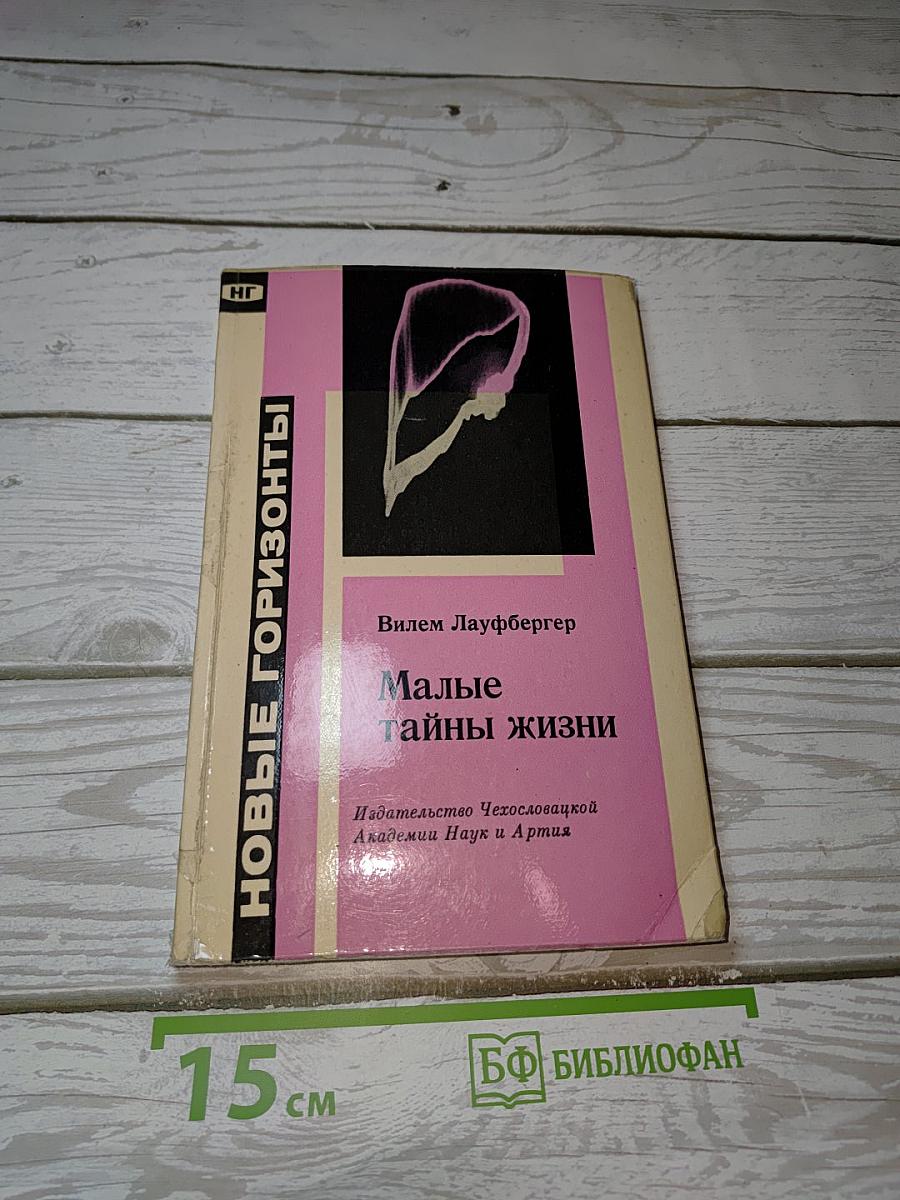 НГ
НОВЫЕ ГОРИЗОНТЫ
Вилем Лауфбергер
Малые
тайны жизни
Издательство Чехословацкой
Академии Наук и Артия
15 см
БФ БИБЛИОФАН